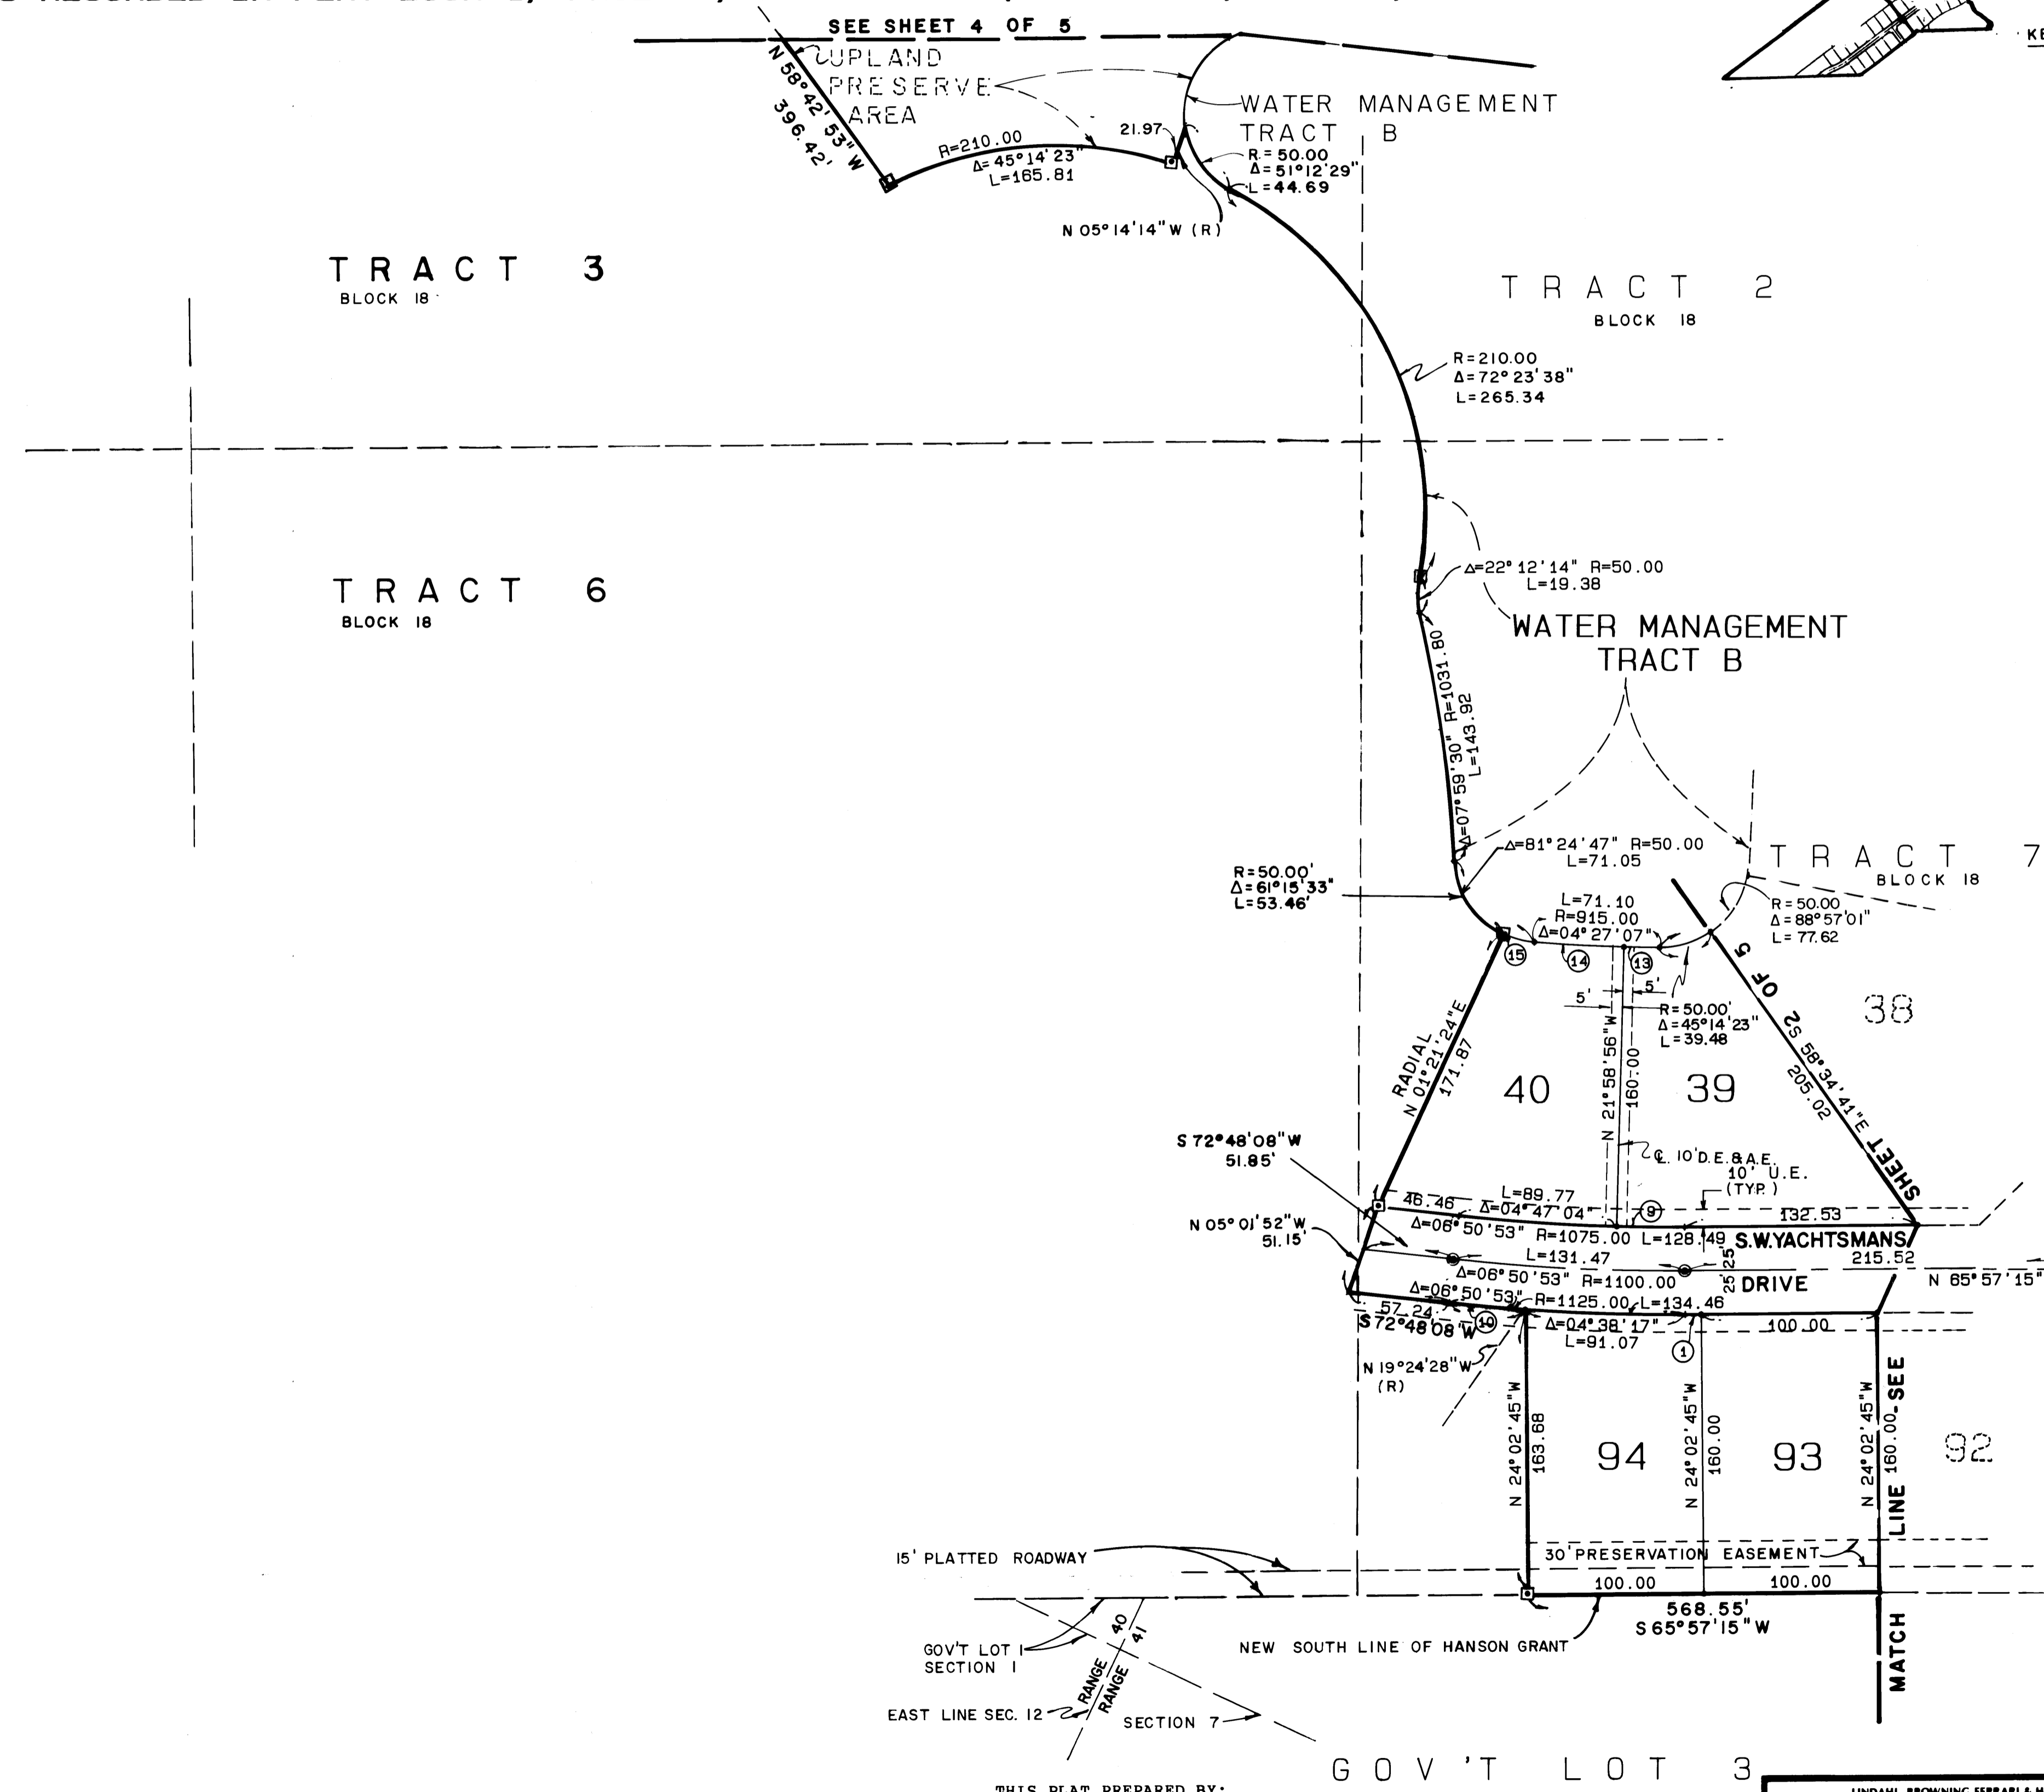 SEE SHEET 4 OF 5
KE
UPLAND
PRESERVE
AREA
N 58°42'53" W
396.42'
WATER MANAGEMENT
TRACT B
21.97
R=210.00
Δ=45°14'23"
L=165.81
R=50.00
Δ=51°12'29"
L=44.69
N 05°14'14"W (R)
TRACT 3
BLOCK 18
TRACT 2
BLOCK 18
R=210.00
Δ=72°23'38"
L=265.34
Δ=22°12'14" R=50.00
L=19.38
TRACT 6
BLOCK 18
WATER MANAGEMENT
TRACT B
Δ=07°59'30" R=1031.80
L=143.92
Δ=81°24'47" R=50.00
L=71.05
TRACT 7
BLOCK 18
R=50.00'
Δ=61°15'33"
L=53.46'
L=71.10
R=915.00
Δ=04°27'07"
R=50.00
Δ=88°57'01"
L=77.62
15
14
13
5'
5'
R=50.00'
Δ=45°14'23"
L=39.48
SHEET S2 OF 5
38
S 58°34'41"E
205.02
RADIAL
N 01°21'24"E
171.87
N 21°58'56"W
160.00
40
39
S 72°48'08"W
51.85'
℄ 10' D.E.&A.E.
10' U.E.
(TYP.)
L=89.77
46.46
Δ=04°47'04"
9
132.53
N 05°01'52"W
51.15'
Δ=06°50'53" R=1075.00 L=128.49
S.W.YACHTSMANS
L=131.47
25' 25'
215.52
Δ=06°50'53" R=1100.00
DRIVE
N 65°57'15"
Δ=06°50'53" R=1125.00 L=134.46
57.24
10
S 72°48'08"W
Δ=04°38'17"
L=91.07
1
100.00
N 19°24'28"W
(R)
N 24°02'45"W
163.68
94
N 24°02'45"W
160.00
93
N 24°02'45"W
160.00
MATCH LINE - SEE
92
15' PLATTED ROADWAY
30' PRESERVATION EASEMENT
100.00
100.00
568.55'
S 65°57'15"W
NEW SOUTH LINE OF HANSON GRANT
GOV'T LOT 1
SECTION 1
RANGE 40
RANGE 41
EAST LINE SEC. 12
SECTION 7
GOV'T LOT 3
THIS PLAT PREPARED BY: